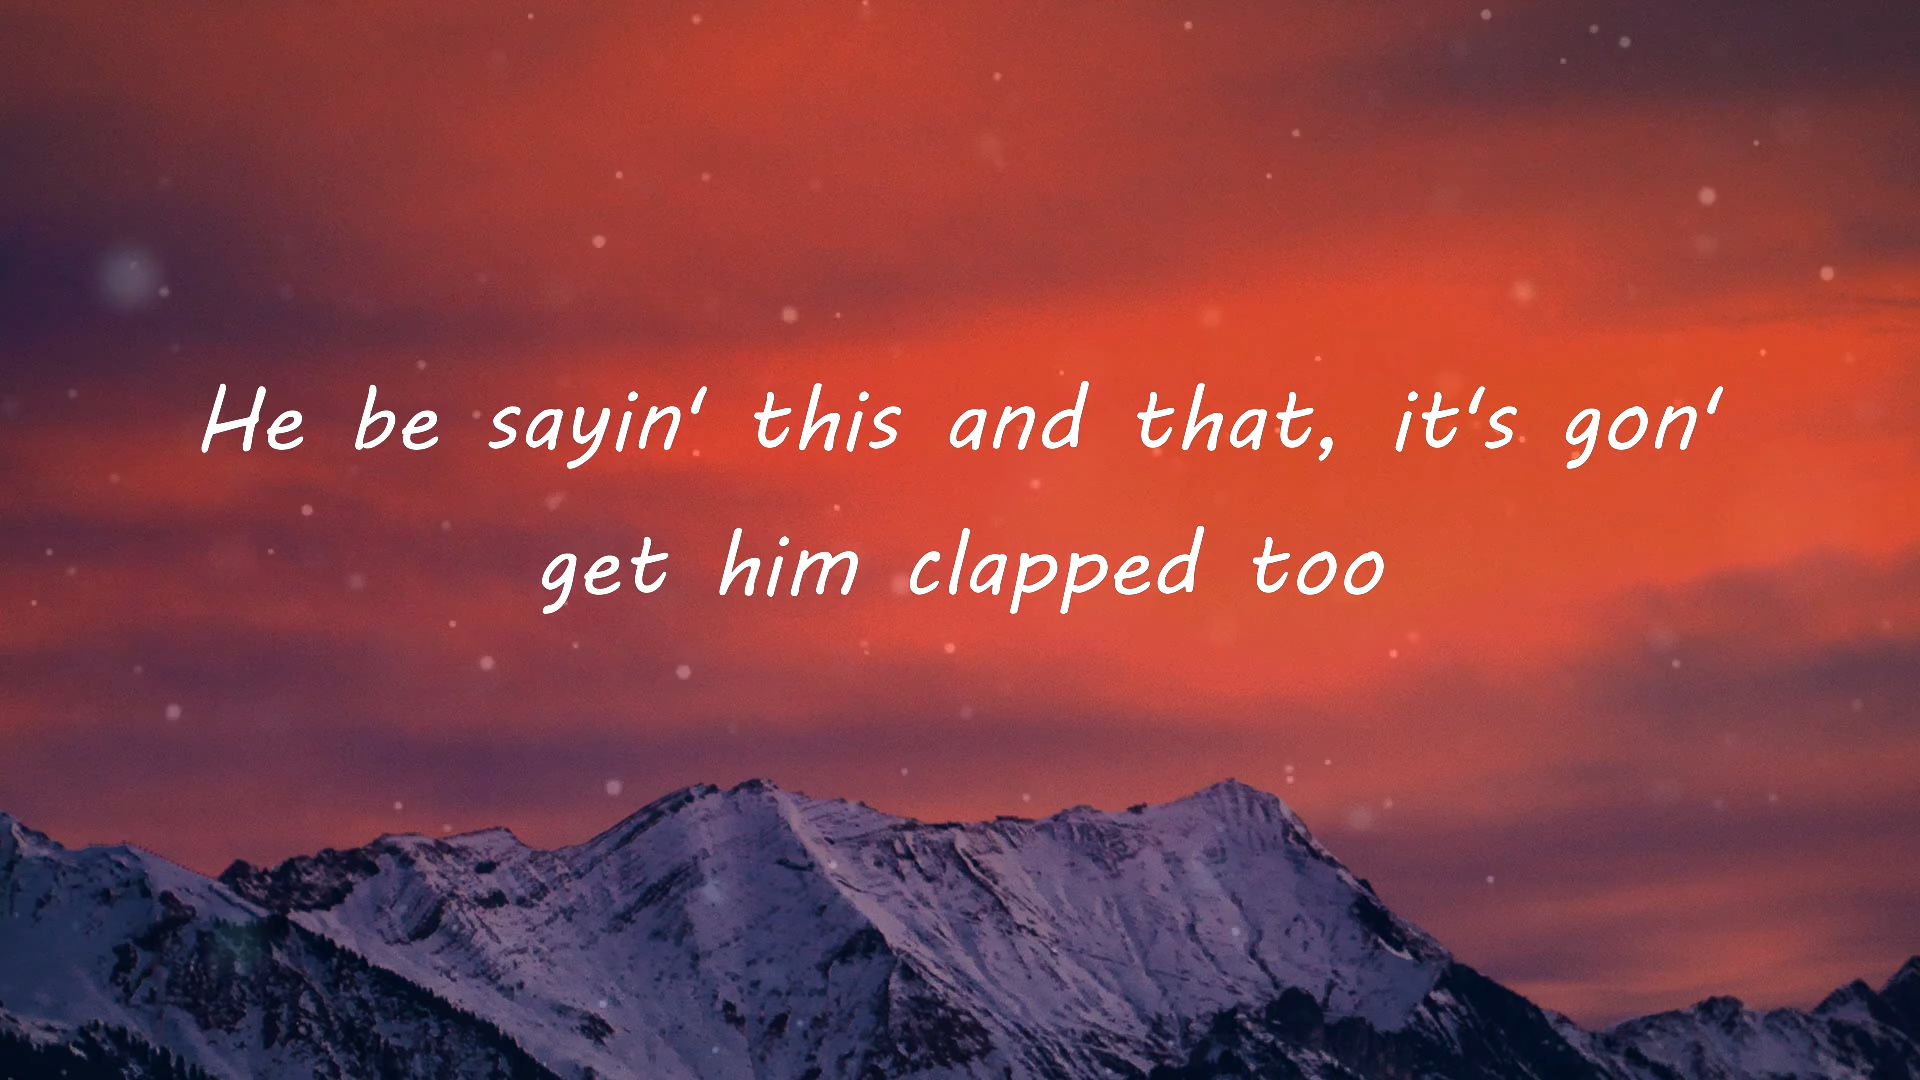 He be sayin' this and that, it's gon'
get him clapped too